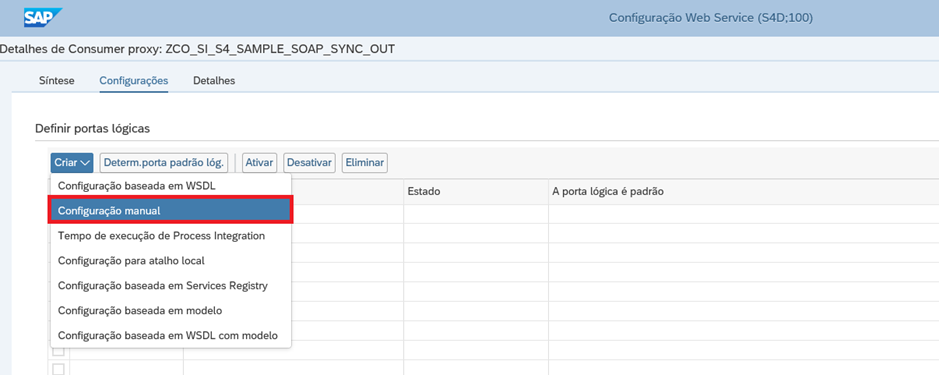 SAP
Configuração Web Service (S4D;100)
Detalhes de Consumer proxy: ZCO_SI_S4_SAMPLE_SOAP_SYNC_OUT
Síntese Configurações Detalhes
Definir portas lógicas
Criar Determ.porta padrão lóg. Ativar Desativar Eliminar
Configuração baseada em WSDL
Estado A porta lógica é padrão
Configuração manual
Tempo de execução de Process Integration
Configuração para atalho local
Configuração baseada em Services Registry
Configuração baseada em modelo
Configuração baseada em WSDL com modelo